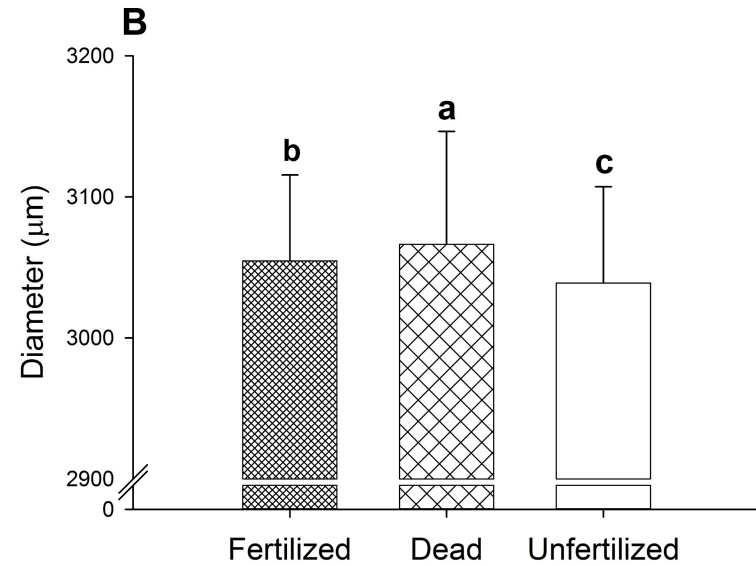 B
3200
3100
3000
2900
0
Diameter (μm)
b
a
c
Fertilized Dead Unfertilized